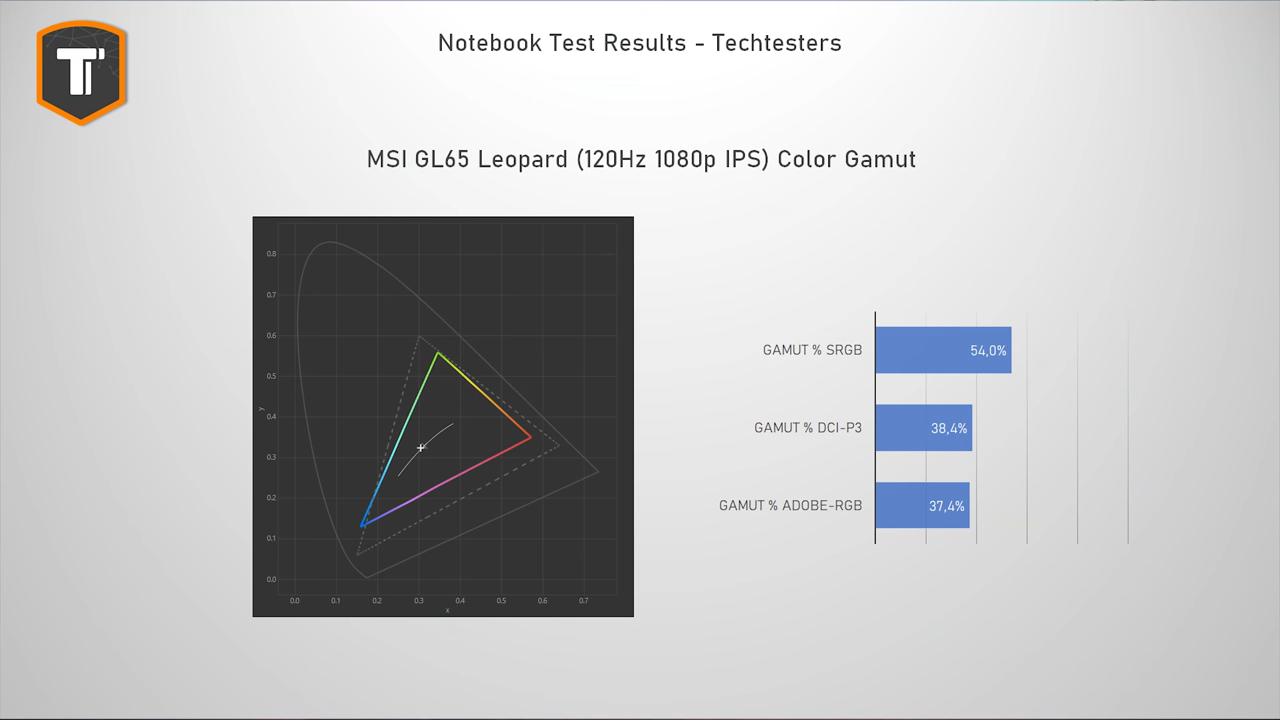 T
Notebook Test Results - Techtesters
MSI GL65 Leopard (120Hz 1080p IPS) Color Gamut
0.8
0.7
0.6
0.5
0.4
y
0.3
0.2
0.1
0.0
0.0 0.1 0.2 0.3 0.4 0.5 0.6 0.7
x
GAMUT % SRGB 54,0%
GAMUT % DCI-P3 38,4%
GAMUT % ADOBE-RGB 37,4%